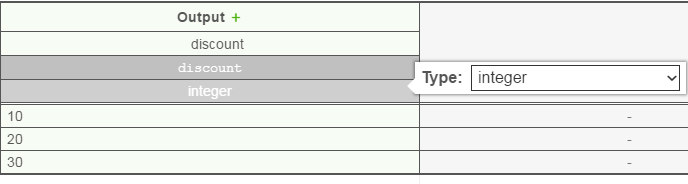 Output +
discount
discount
integer
Type: integer
10 -
20 -
30 -